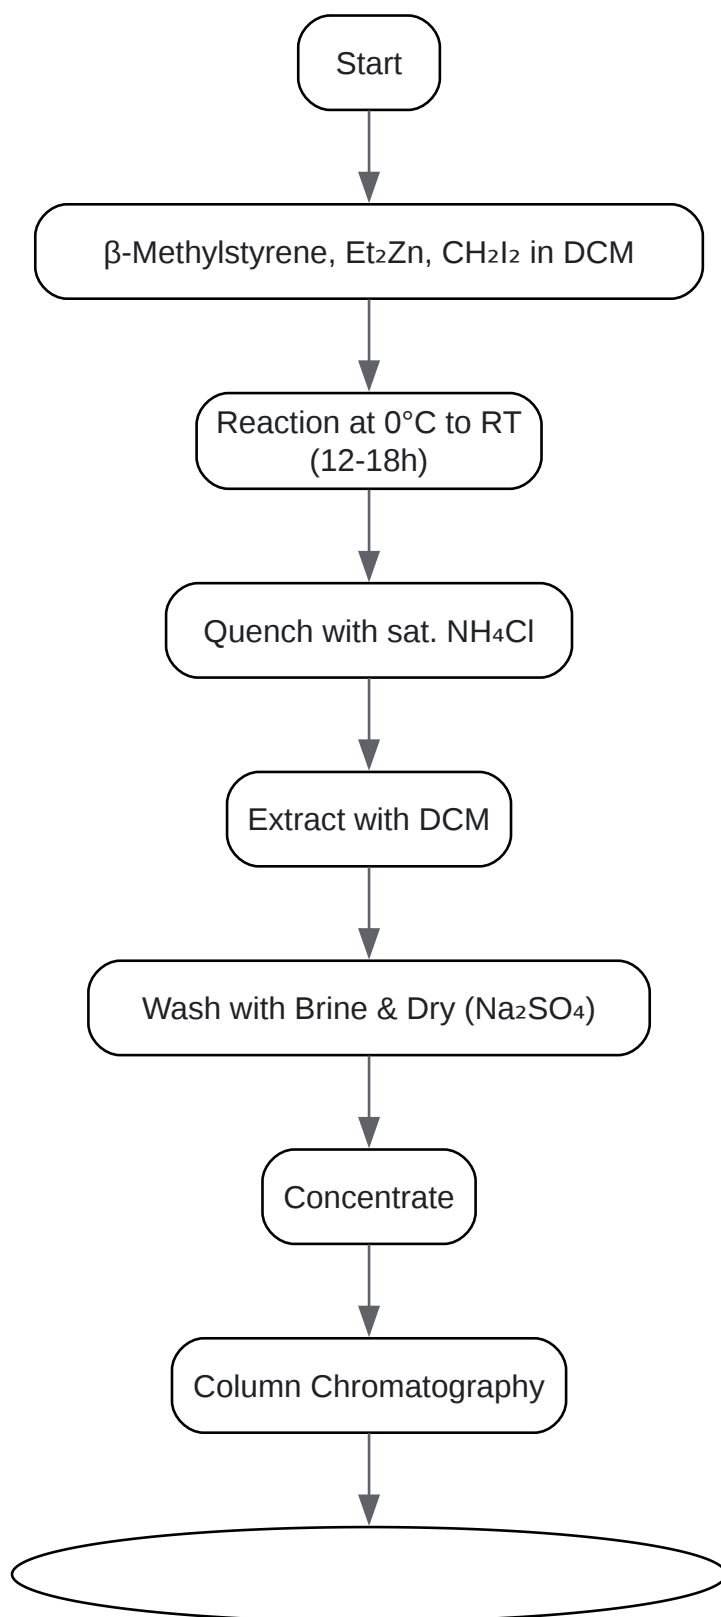 Start
β-Methylstyrene, Et₂Zn, CH₂I₂ in DCM
Reaction at 0°C to RT
(12-18h)
Quench with sat. NH₄Cl
Extract with DCM
Wash with Brine & Dry (Na₂SO₄)
Concentrate
Column Chromatography